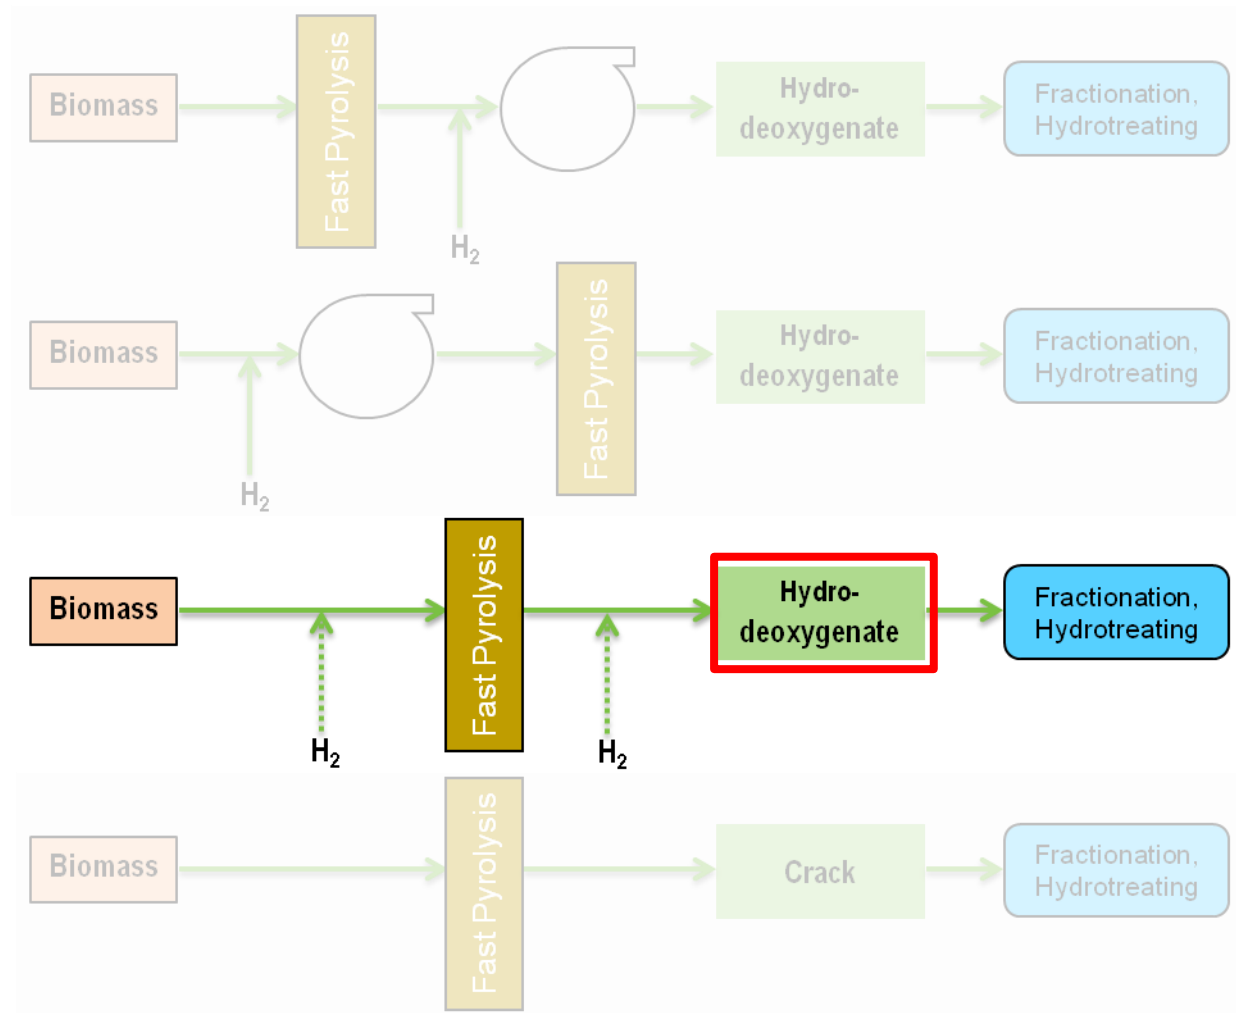 Biomass
Fast Pyrolysis
H₂
Hydro-
deoxygenate
Fractionation,
Hydrotreating
Biomass
H₂
Fast Pyrolysis
Hydro-
deoxygenate
Fractionation,
Hydrotreating
Biomass
H₂
Fast Pyrolysis
H₂
Hydro-
deoxygenate
Fractionation,
Hydrotreating
Biomass
Fast Pyrolysis
Crack
Fractionation,
Hydrotreating